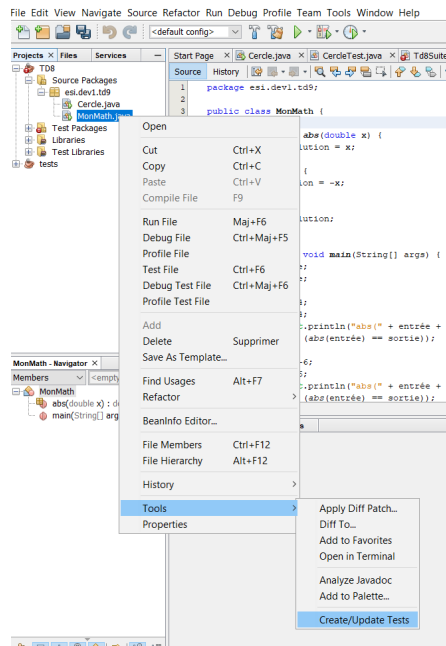 File Edit View Navigate Source Refactor Run Debug Profile Team Tools Window Help
<default config>
Projects × Files Services
Start Page × Cercle.java × CercleTest.java × Td8Suite
TD8
Source History
Source Packages
esi.dev1.td9
1 package esi.dev1.td9;
Cercle.java
2
MonMath.java
3 public class MonMath {
Test Packages
Libraries
Test Libraries
tests
abs(double x) {
lution = x;
{
ion = -x;
ution;
void main(String[] args) {
e;
.println("abs(" + entrée +
(abs(entrée) == sortie));
-6;
.println("abs(" + entrée +
(abs(entrée) == sortie));
Open
Cut Ctrl+X
Copy Ctrl+C
Paste Ctrl+V
Compile File F9
Run File Maj+F6
Debug File Ctrl+Maj+F5
Profile File
Test File Ctrl+F6
Debug Test File Ctrl+Maj+F6
Profile Test File
Add
Delete Supprimer
Save As Template...
Find Usages Alt+F7
Refactor
BeanInfo Editor...
File Members Ctrl+F12
File Hierarchy Alt+F12
History
Tools
Properties
Apply Diff Patch...
Diff To...
Add to Favorites
Open in Terminal
Analyze Javadoc
Add to Palette...
Create/Update Tests
MonMath - Navigator ×
Members <empty
MonMath
abs(double x) : do
main(String[] arg